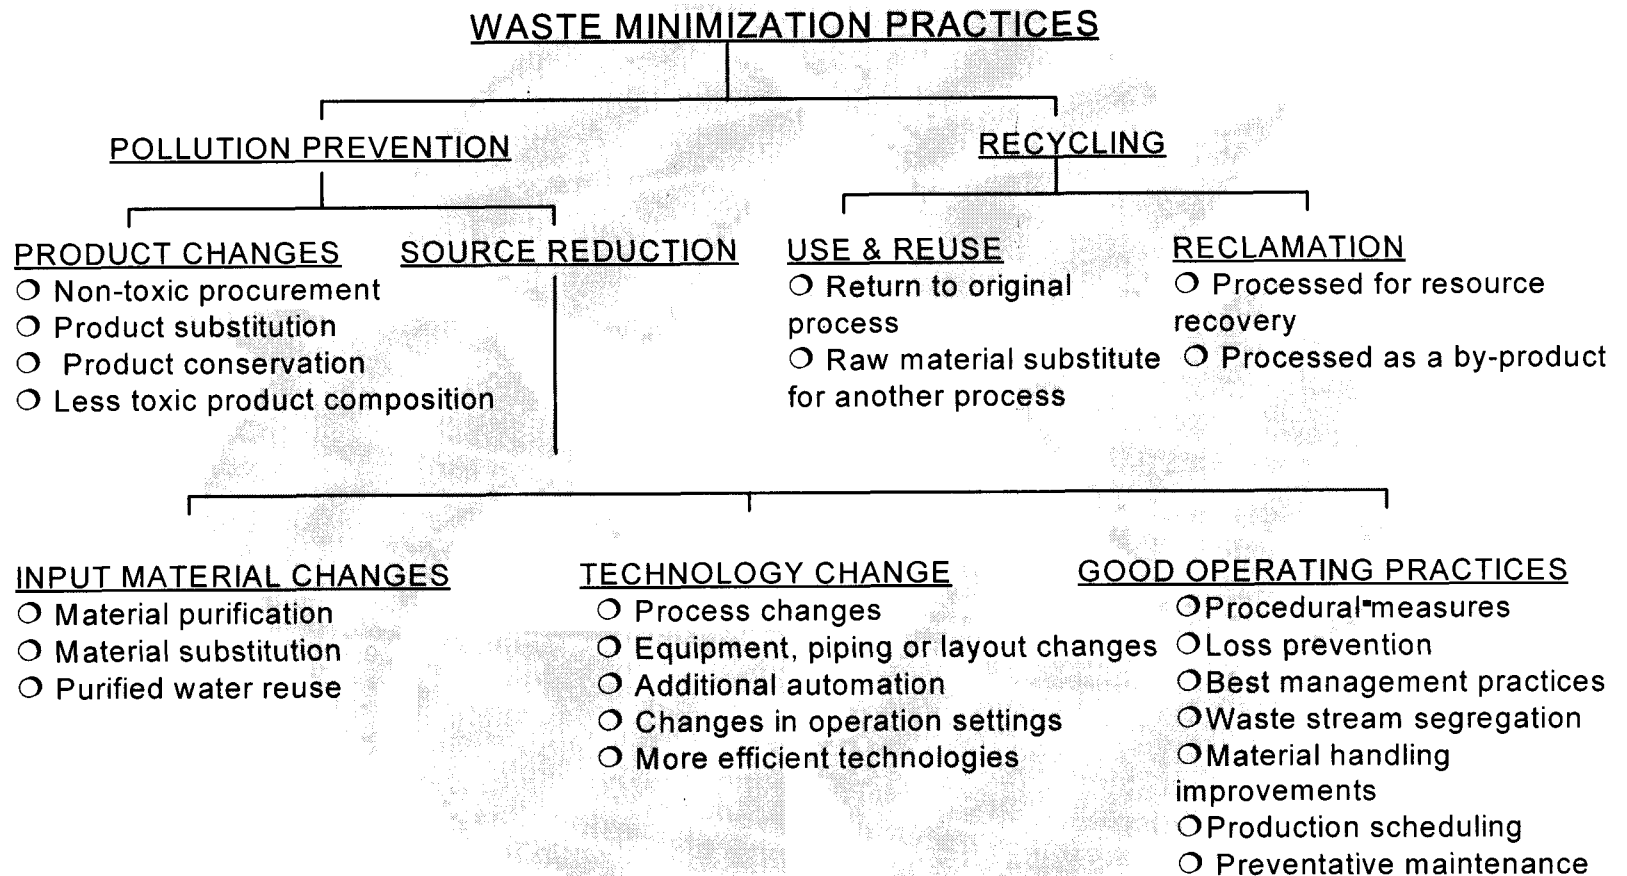 WASTE MINIMIZATION PRACTICES
POLLUTION PREVENTION
RECYCLING
PRODUCT CHANGES
○ Non-toxic procurement
○ Product substitution
○ Product conservation
○ Less toxic product composition
SOURCE REDUCTION
USE & REUSE
○ Return to original
process
○ Raw material substitute
for another process
RECLAMATION
○ Processed for resource
recovery
○ Processed as a by-product
INPUT MATERIAL CHANGES
○ Material purification
○ Material substitution
○ Purified water reuse
TECHNOLOGY CHANGE
○ Process changes
○ Equipment, piping or layout changes
○ Additional automation
○ Changes in operation settings
○ More efficient technologies
GOOD OPERATING PRACTICES
○ Procedural measures
○ Loss prevention
○ Best management practices
○ Waste stream segregation
○ Material handling
improvements
○ Production scheduling
○ Preventative maintenance